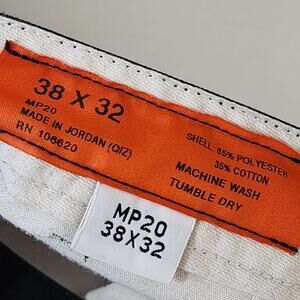 38 X 32
MP20
MADE IN JORDAN (QIZ)
RN 106620
SHELL 65% POLYESTER
35% COTTON
MACHINE WASH
TUMBLE DRY
MP20
38X32